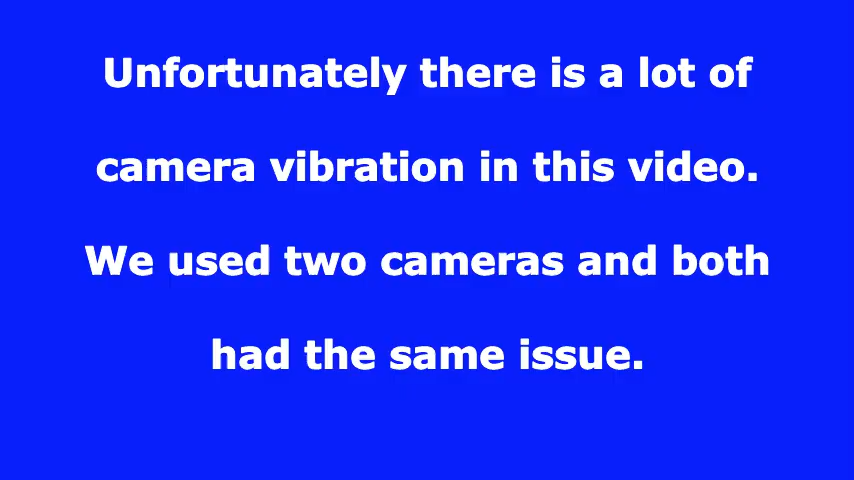 Unfortunately there is a lot of
camera vibration in this video.
We used two cameras and both
had the same issue.